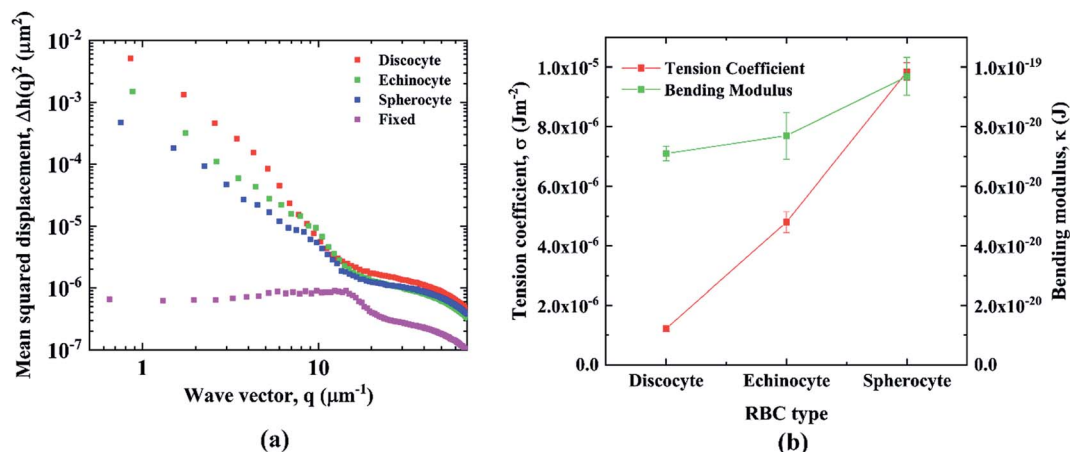 10⁻²
10⁻³
10⁻⁴
10⁻⁵
10⁻⁶
10⁻⁷
Mean squared displacement, Δh(q)² (μm²)
Discocyte
Echinocyte
Spherocyte
Fixed
1
10
Wave vector, q (μm⁻¹)
(a)
1.0x10⁻⁵
8.0x10⁻⁶
6.0x10⁻⁶
4.0x10⁻⁶
2.0x10⁻⁶
0.0
Tension coefficient, σ (Jm⁻²)
Tension Coefficient
Bending Modulus
1.0x10⁻¹⁹
8.0x10⁻²⁰
6.0x10⁻²⁰
4.0x10⁻²⁰
2.0x10⁻²⁰
0.0
Bending modulus, κ (J)
Discocyte
Echinocyte
Spherocyte
RBC type
(b)